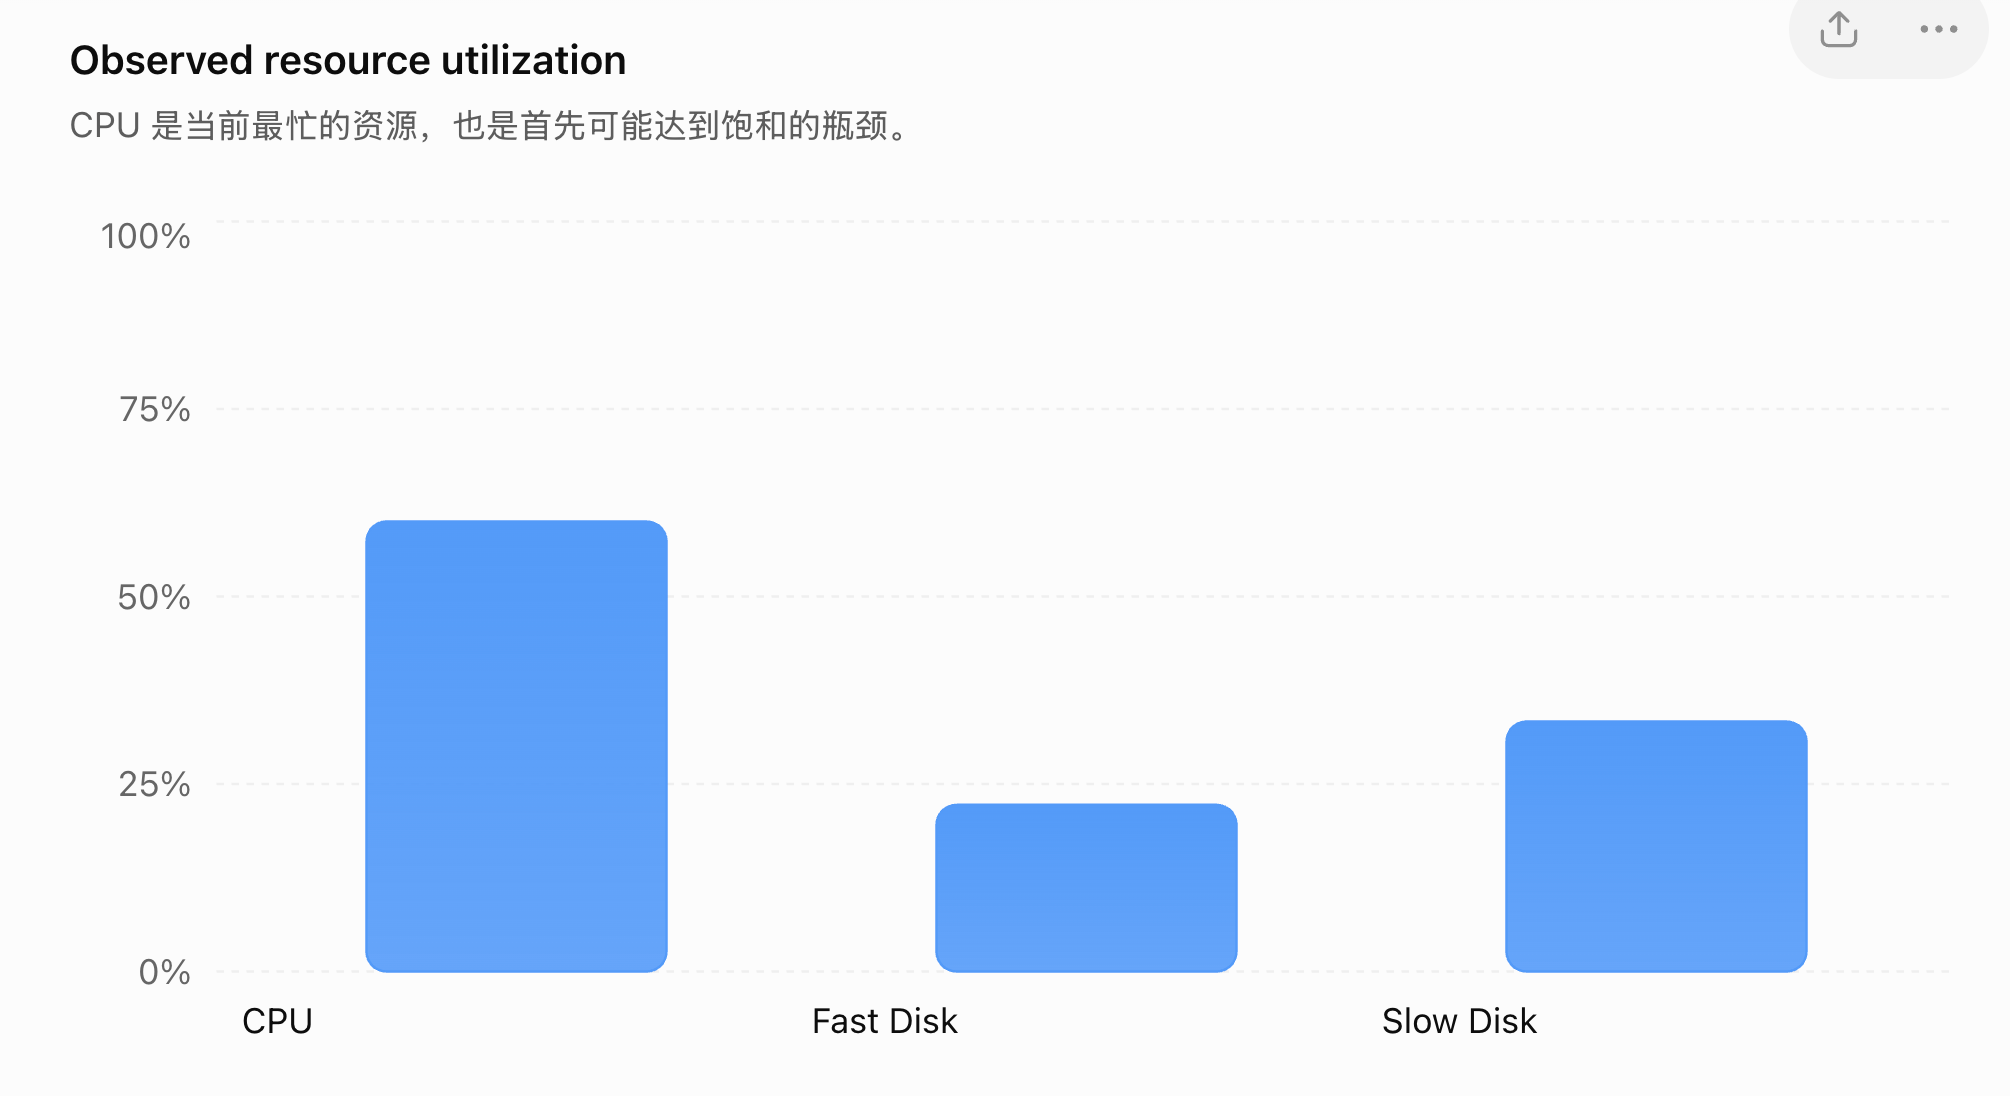 Observed resource utilization
CPU 是当前最忙的资源，也是首先可能达到饱和的瓶颈。
100%
75%
50%
25%
0%
CPU
Fast Disk
Slow Disk